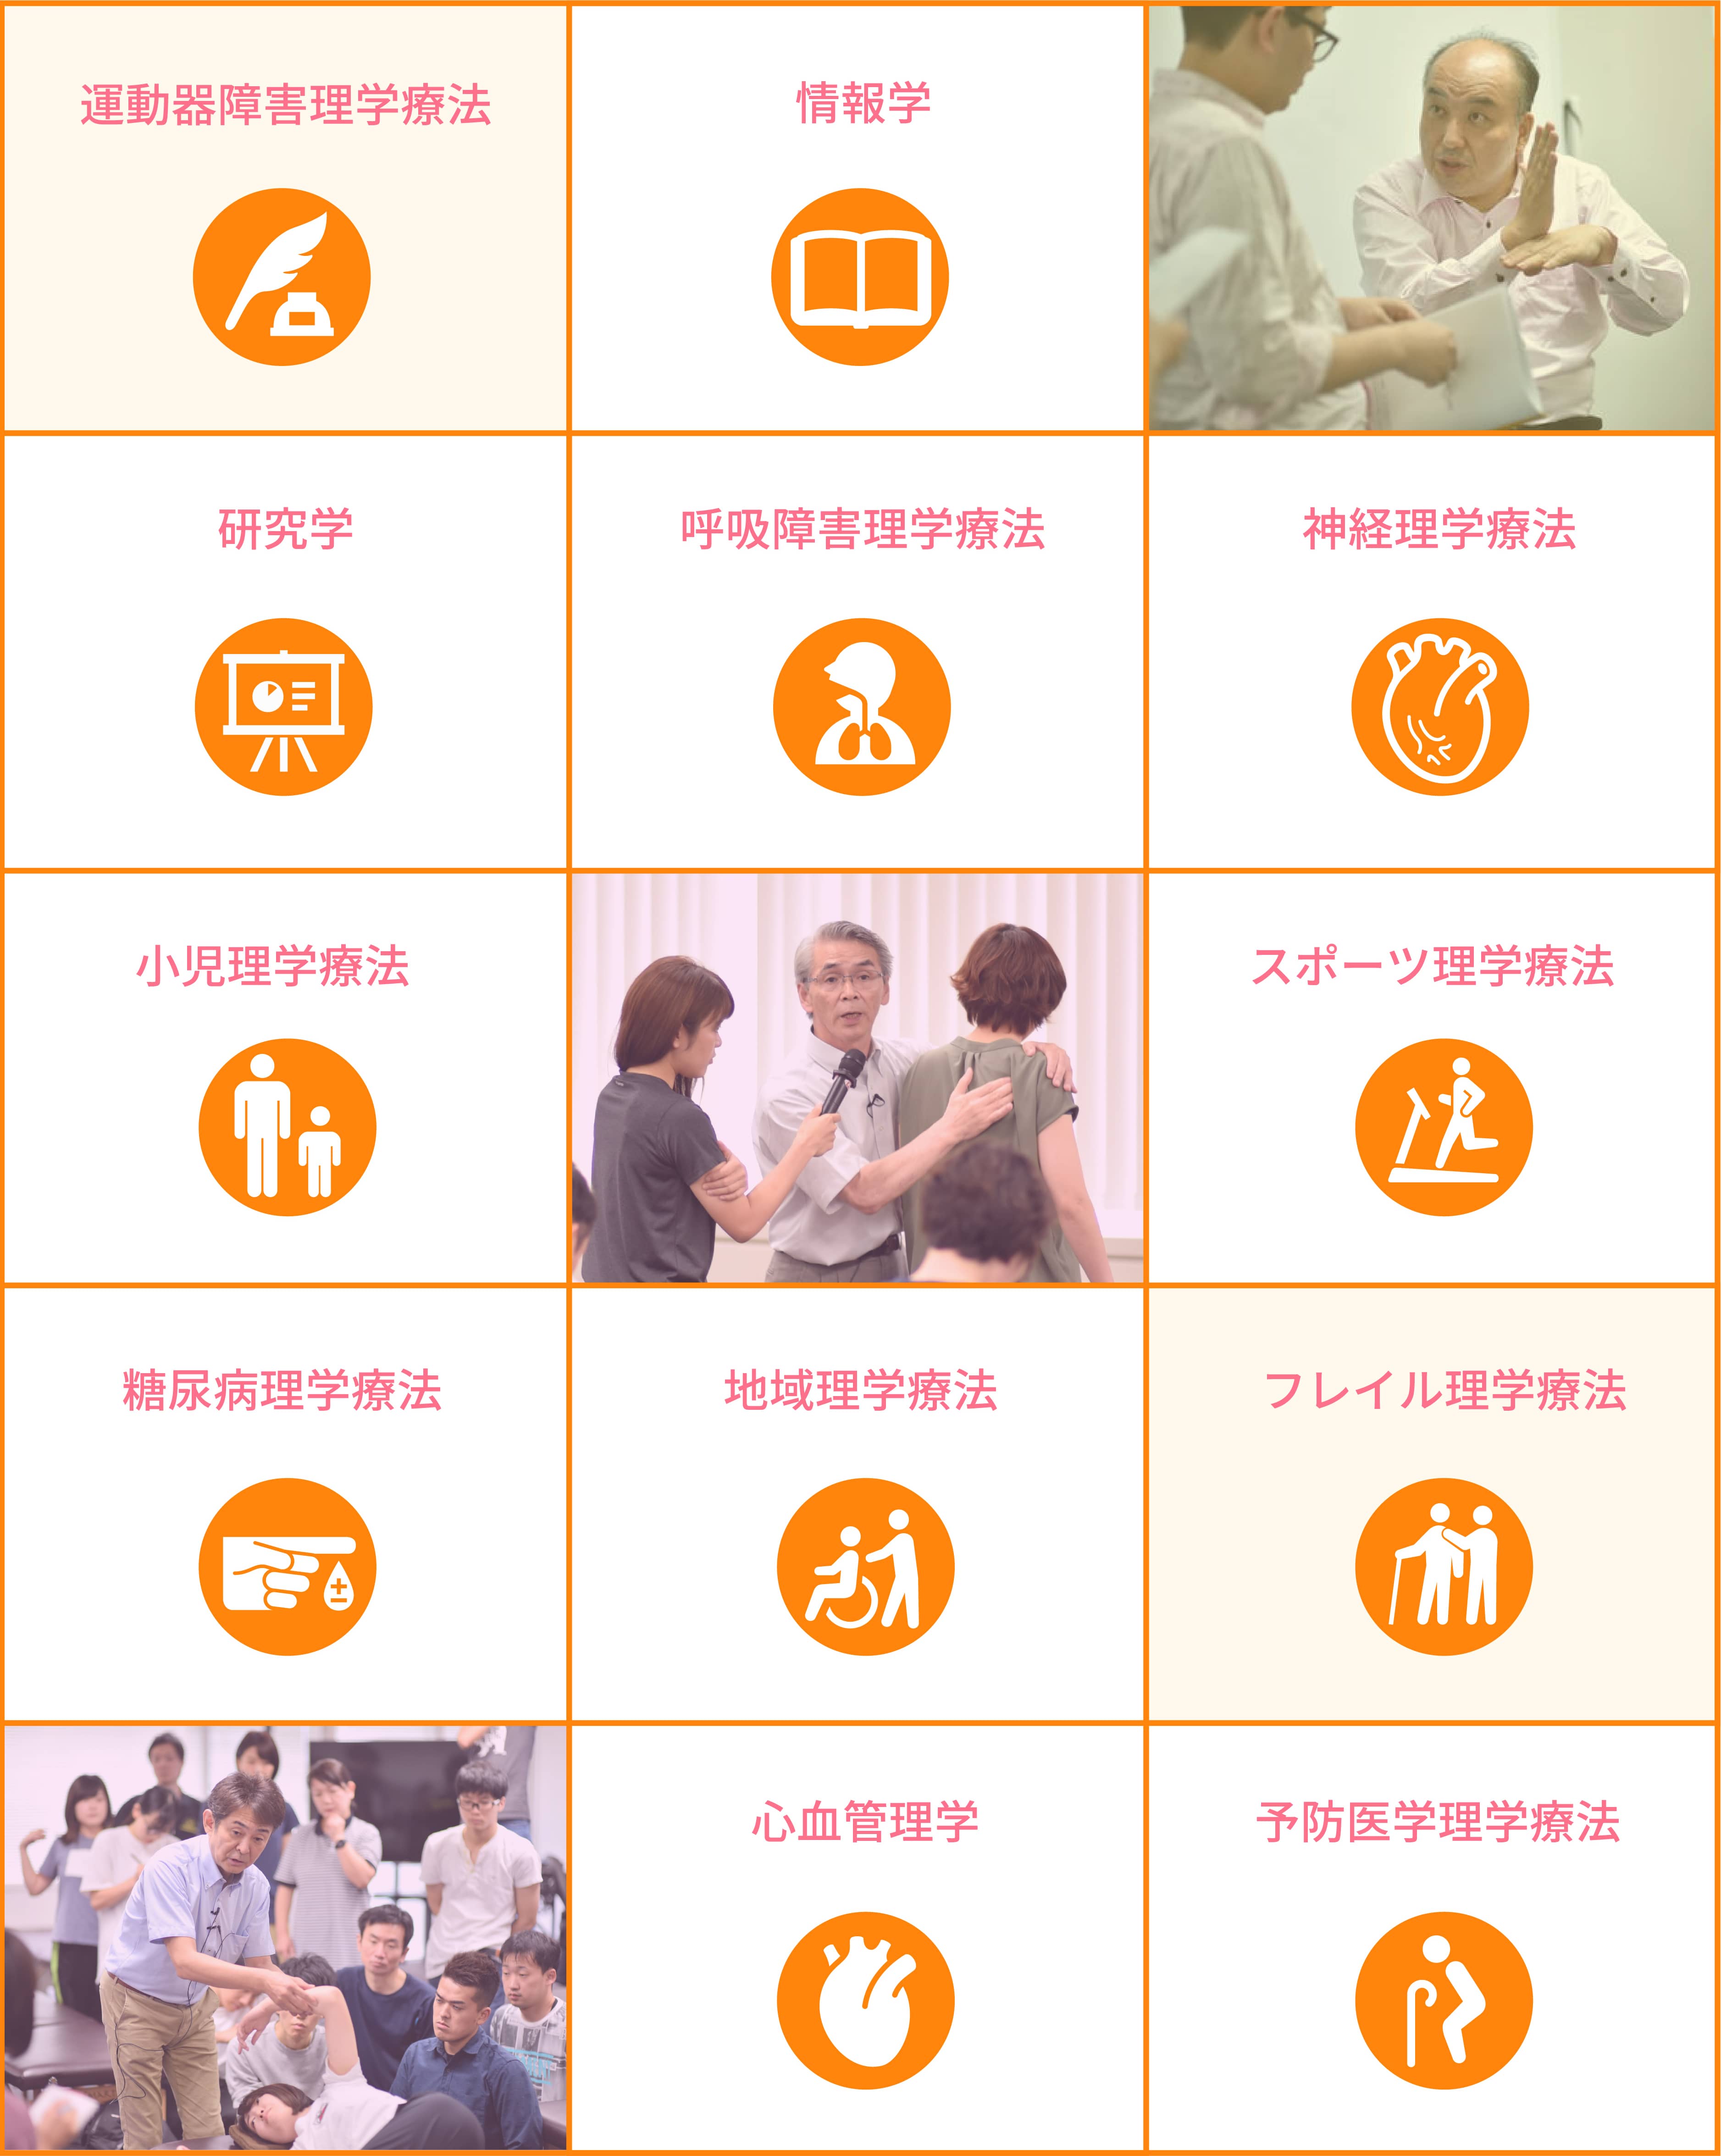 運動器障害理学療法
情報学
研究学
呼吸障害理学療法
神経理学療法
小児理学療法
スポーツ理学療法
糖尿病理学療法
地域理学療法
フレイル理学療法
心血管理学
予防医学理学療法